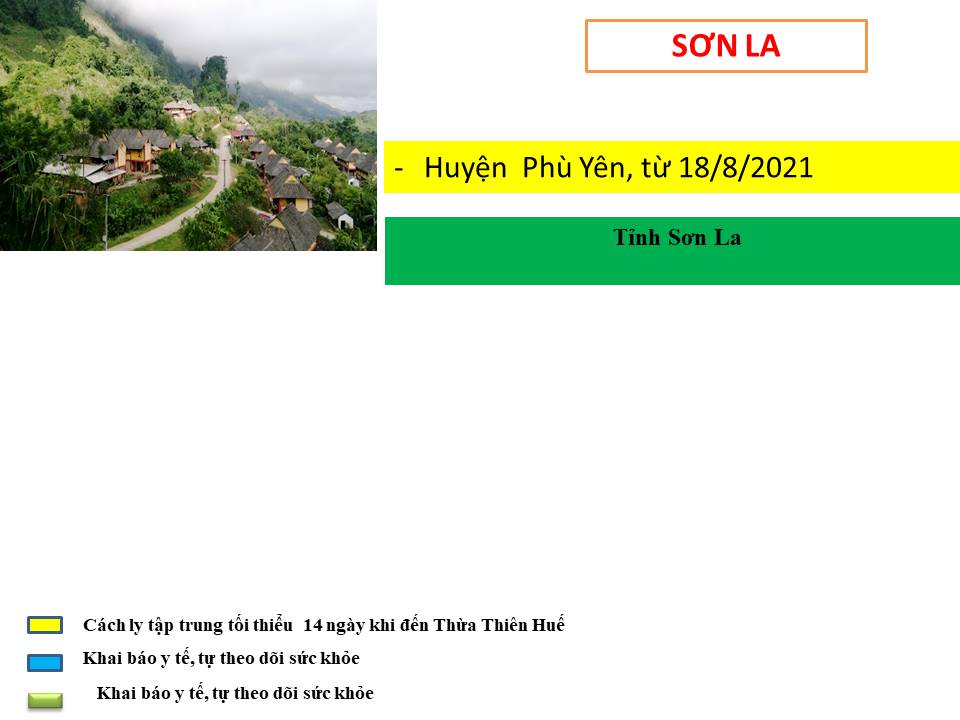 SƠN LA
- Huyện Phù Yên, từ 18/8/2021
Tỉnh Sơn La
Cách ly tập trung tối thiểu 14 ngày khi đến Thừa Thiên Huế
Khai báo y tế, tự theo dõi sức khỏe
Khai báo y tế, tự theo dõi sức khỏe